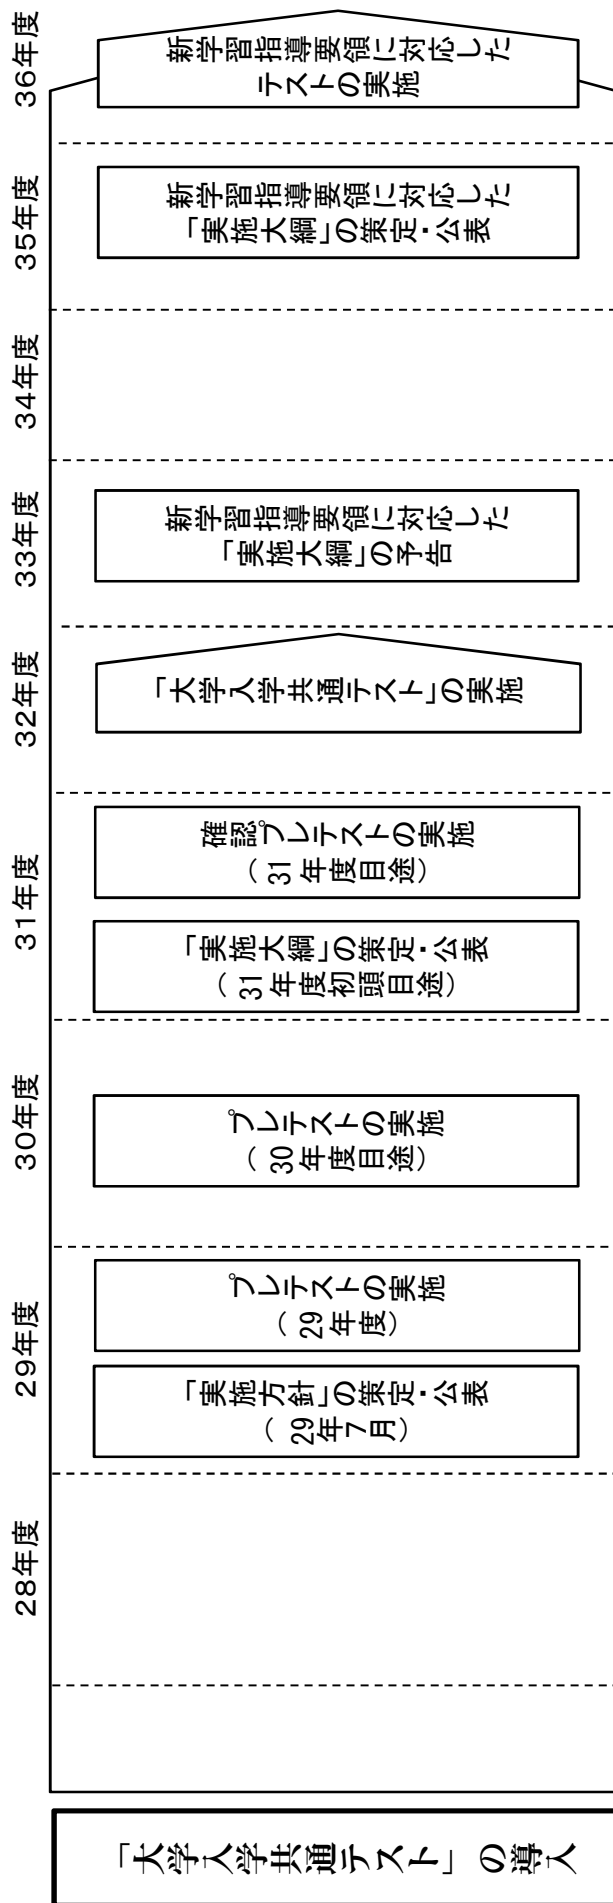 28年度
29年度
30年度
31年度
32年度
33年度
34年度
35年度
36年度
「大学入学共通テスト」の導入
「実施方針」の策定・公表
（29年7月）
プレテストの実施
（29年度）
プレテストの実施
（30年度目途）
「実施大綱」の策定・公表
（31年度初頭目途）
確認プレテストの実施
（31年度目途）
「大学入学共通テスト」の実施
新学習指導要領に対応した
「実施大綱」の予告
新学習指導要領に対応した
「実施大綱」の策定・公表
新学習指導要領に対応した
テストの実施